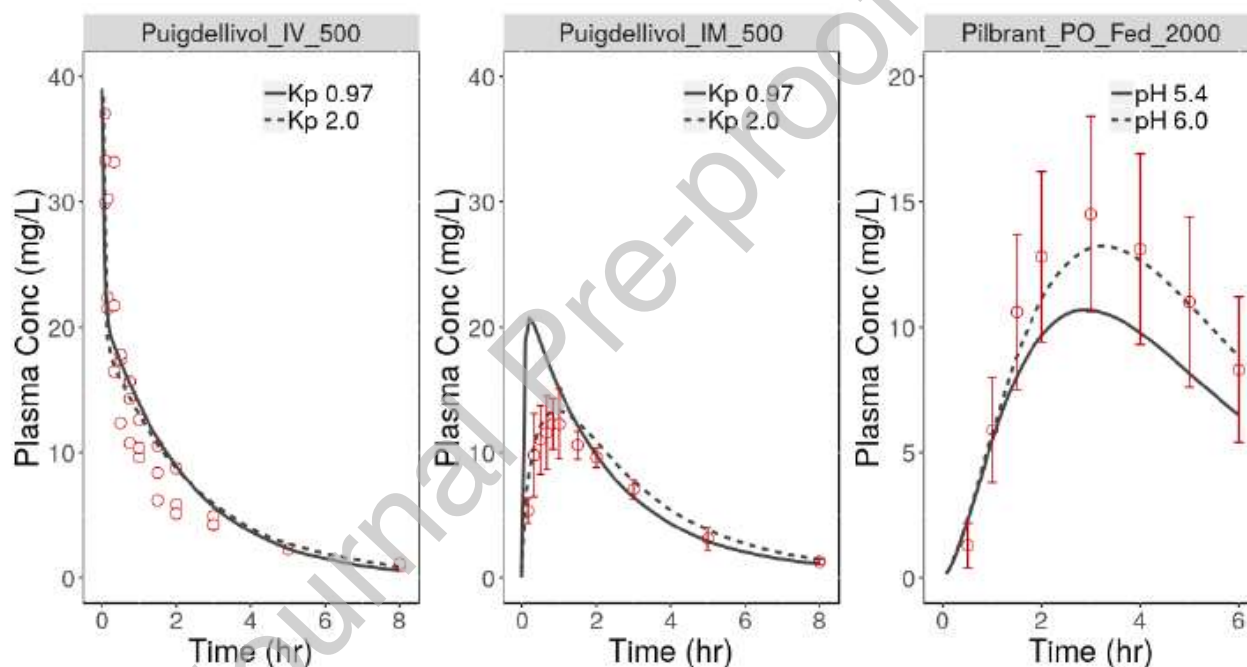 Puigdellivol_IV_500
Kp 0.97
Kp 2.0
40
30
20
10
0
Plasma Conc (mg/L)
0 2 4 6 8
Time (hr)
Puigdellivol_IM_500
Kp 0.97
Kp 2.0
40
30
20
10
0
Plasma Conc (mg/L)
0 2 4 6 8
Time (hr)
Pilbrant_PO_Fed_2000
pH 5.4
pH 6.0
20
15
10
5
0
Plasma Conc (mg/L)
0 2 4 6
Time (hr)
ournal Pre-proo